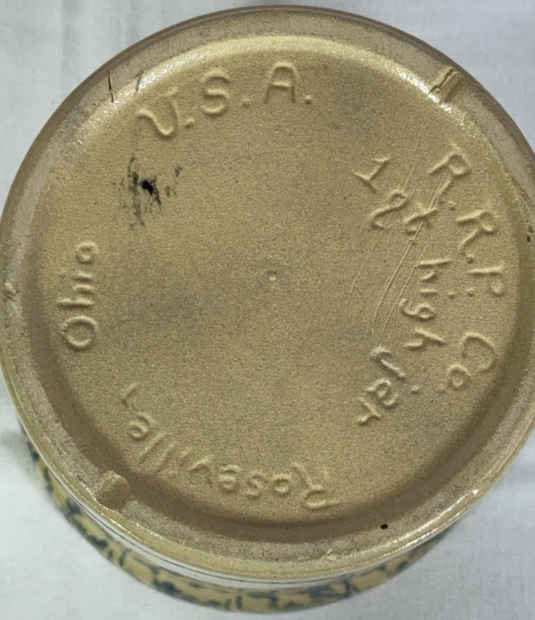 R.R.P. Co.
Roseville,
Ohio
U.S.A.
1 qt high jar